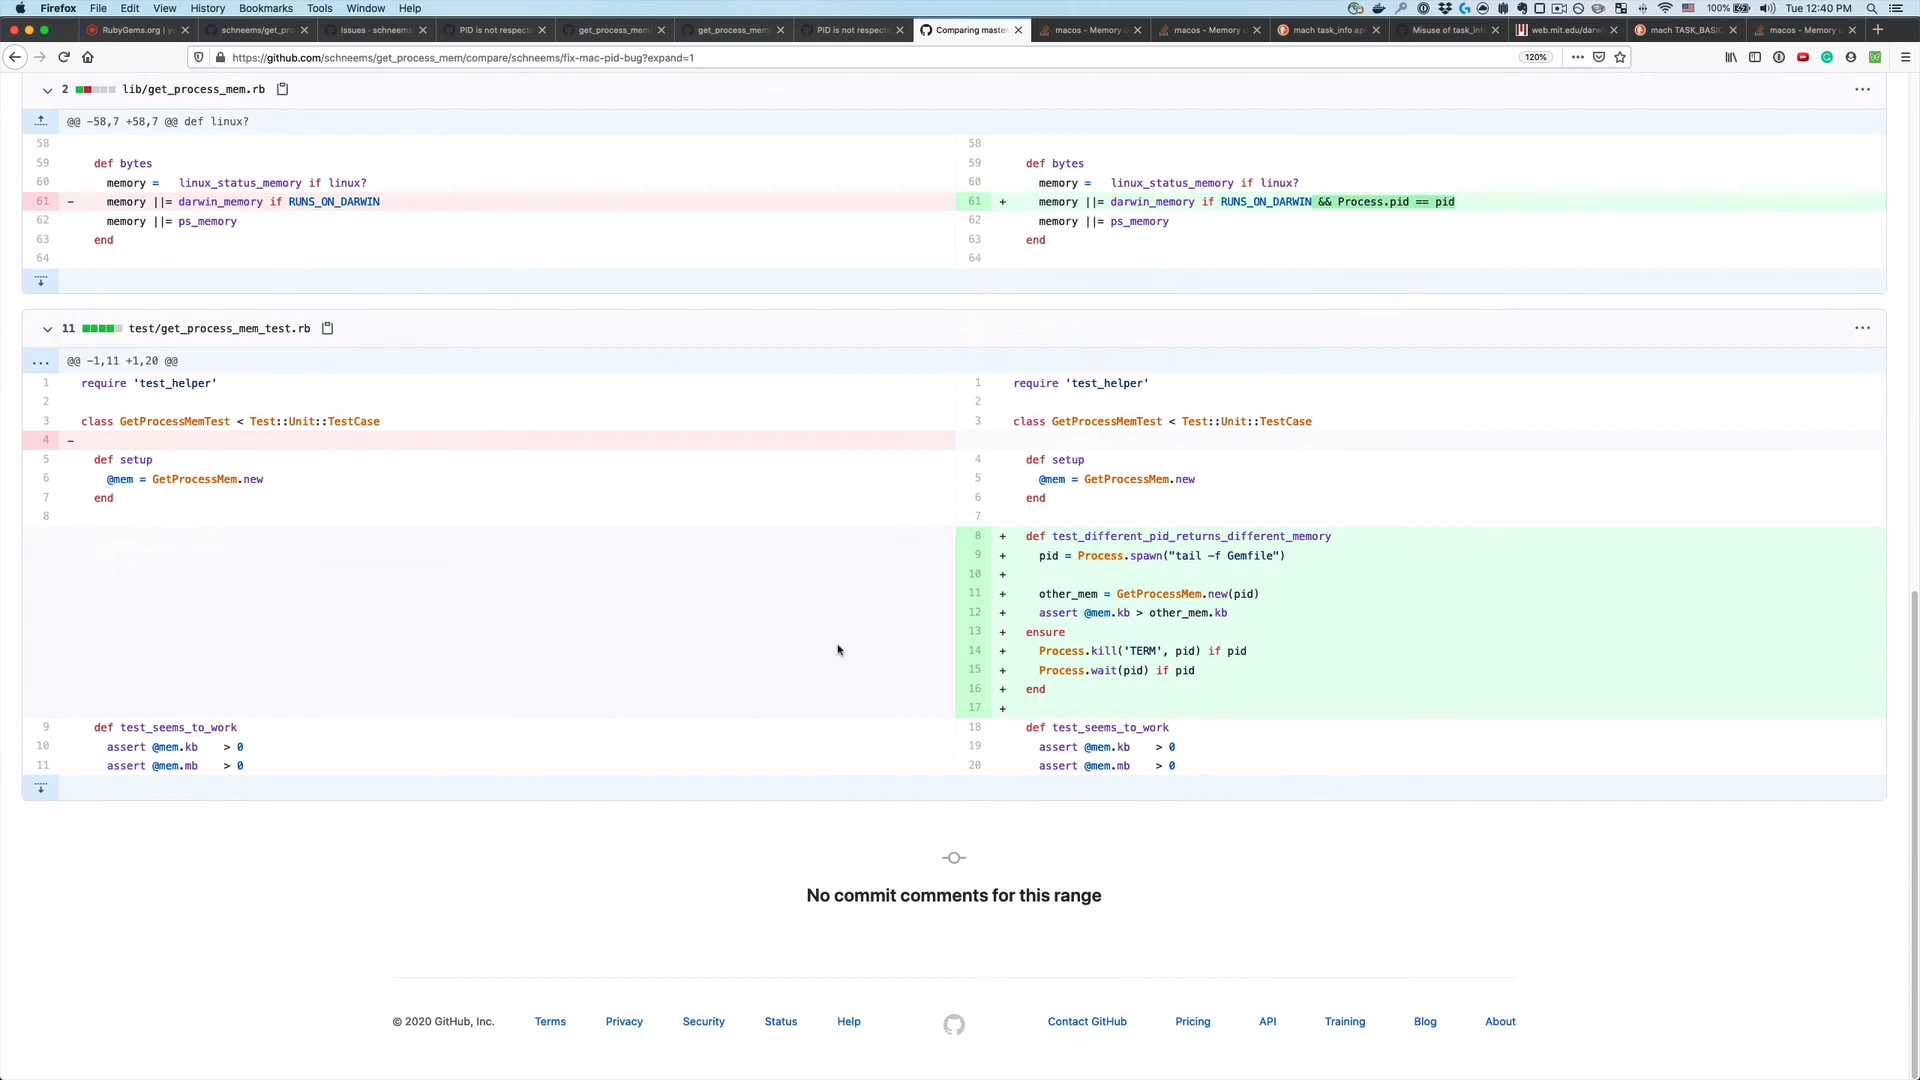 Firefox File Edit View History Bookmarks Tools Window Help 100% Tue 12:40 PM
RubyGems.org | yo schneems/get_pro Issues · schneems PID is not respecte get_process_mem get_process_mem PID is not respecte Comparing master macos - Memory u macos - Memory u mach task_info ap Misuse of task_inf web.mit.edu/darw mach TASK_BASIC macos - Memory u
https://github.com/schneems/get_process_mem/compare/schneems/fix-mac-pid-bug?expand=1 120%
2 lib/get_process_mem.rb
@@ -58,7 +58,7 @@ def linux?
58 58
59 def bytes 59 def bytes
60 memory = linux_status_memory if linux? 60 memory = linux_status_memory if linux?
61 - memory ||= darwin_memory if RUNS_ON_DARWIN 61 + memory ||= darwin_memory if RUNS_ON_DARWIN && Process.pid == pid
62 memory ||= ps_memory 62 memory ||= ps_memory
63 end 63 end
64 64
11 test/get_process_mem_test.rb
... @@ -1,11 +1,20 @@
1 require 'test_helper' 1 require 'test_helper'
2 2
3 class GetProcessMemTest < Test::Unit::TestCase 3 class GetProcessMemTest < Test::Unit::TestCase
4 -
5 def setup 4 def setup
6 @mem = GetProcessMem.new 5 @mem = GetProcessMem.new
7 end 6 end
8 7
8 + def test_different_pid_returns_different_memory
9 + pid = Process.spawn("tail -f Gemfile")
10 +
11 + other_mem = GetProcessMem.new(pid)
12 + assert @mem.kb > other_mem.kb
13 + ensure
14 + Process.kill('TERM', pid) if pid
15 + Process.wait(pid) if pid
16 + end
17 +
9 def test_seems_to_work 18 def test_seems_to_work
10 assert @mem.kb > 0 19 assert @mem.kb > 0
11 assert @mem.mb > 0 20 assert @mem.mb > 0
No commit comments for this range
© 2020 GitHub, Inc. Terms Privacy Security Status Help Contact GitHub Pricing API Training Blog About